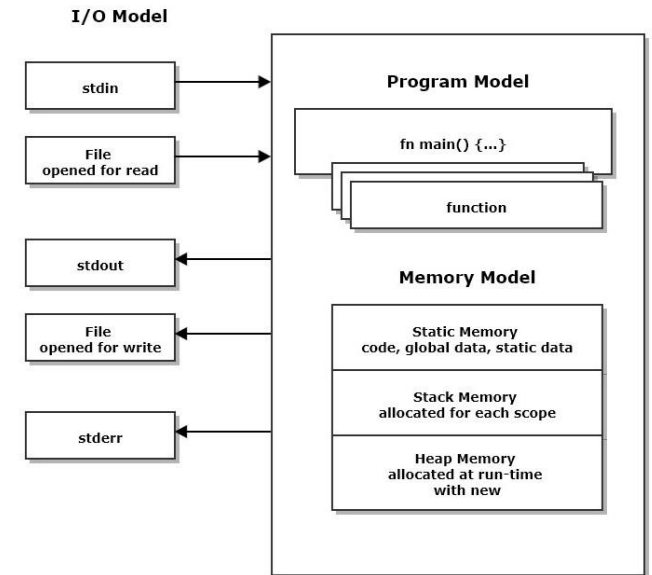 I/O Model
stdin
File
opened for read
stdout
File
opened for write
stderr
Program Model
fn main() {...}
function
Memory Model
Static Memory
code, global data, static data
Stack Memory
allocated for each scope
Heap Memory
allocated at run-time
with new